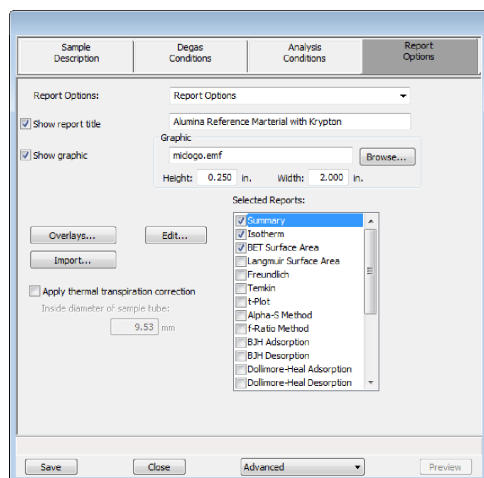 Sample Description
Degas Conditions
Analysis Conditions
Report Options
Report Options:
Report Options
Show report title
Alumina Reference Marterial with Krypton
Graphic
Show graphic
miclogo.emf
Browse...
Height: 0.250 in. Width: 2.000 in.
Selected Reports:
Summary
Isotherm
BET Surface Area
Langmuir Surface Area
Freundlich
Temkin
t-Plot
Alpha-S Method
f-Ratio Method
BJH Adsorption
BJH Desorption
Dollimore-Heal Adsorption
Dollimore-Heal Desorption
Overlays...
Edit...
Import...
Apply thermal transpiration correction
Inside diameter of sample tube:
9.53 mm
Save
Close
Advanced
Preview